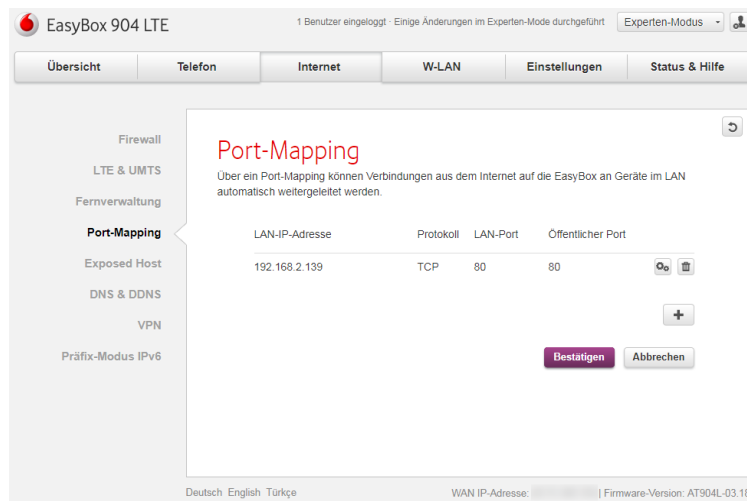 EasyBox 904 LTE
1 Benutzer eingeloggt · Einige Änderungen im Experten-Mode durchgeführt
Experten-Modus
Übersicht Telefon Internet W-LAN Einstellungen Status & Hilfe
Firewall
LTE & UMTS
Fernverwaltung
Port-Mapping
Exposed Host
DNS & DDNS
VPN
Präfix-Modus IPv6
Port-Mapping
Über ein Port-Mapping können Verbindungen aus dem Internet auf die EasyBox an Geräte im LAN
automatisch weitergeleitet werden.
LAN-IP-Adresse Protokoll LAN-Port Öffentlicher Port
192.168.2.139 TCP 80 80
Bestätigen Abbrechen
Deutsch English Türkçe
WAN IP-Adresse: | Firmware-Version: AT904L-03.18